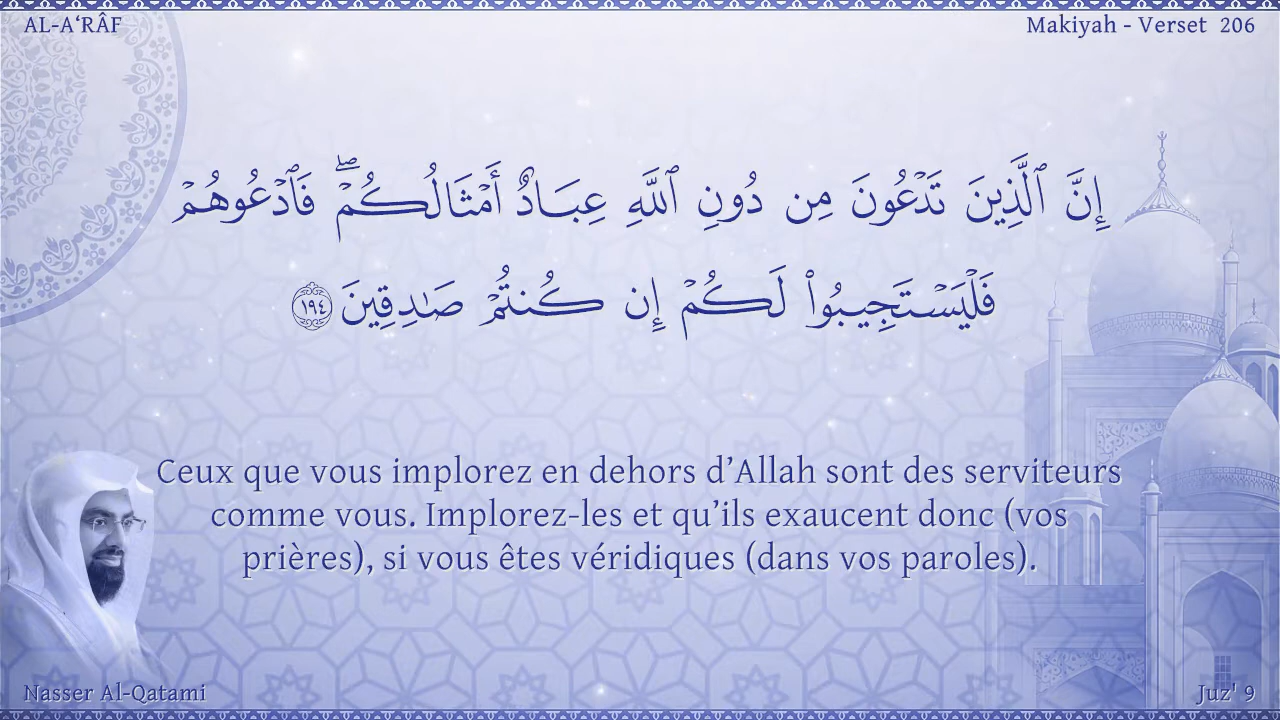 AL-A‘RÂF
Makiyah - Verset 206
إِنَّ ٱلَّذِينَ تَدْعُونَ مِن دُونِ ٱللَّهِ عِبَادٌ أَمْثَالُكُمْ ۖ فَٱدْعُوهُمْ
فَلْيَسْتَجِيبُوا۟ لَكُمْ إِن كُنتُمْ صَـٰدِقِينَ ١٩٤
Ceux que vous implorez en dehors d’Allah sont des serviteurs
comme vous. Implorez-les et qu’ils exaucent donc (vos
prières), si vous êtes véridiques (dans vos paroles).
Nasser Al-Qatami
Juz' 9